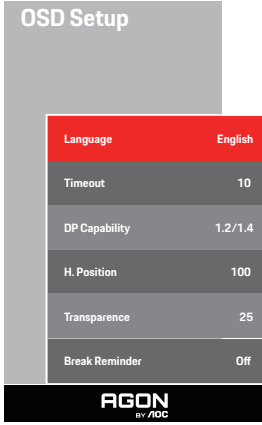 OSD Setup
Language English
Timeout 10
DP Capability 1.2/1.4
H. Position 100
Transparence 25
Break Reminder Off
AGON
BY AOC